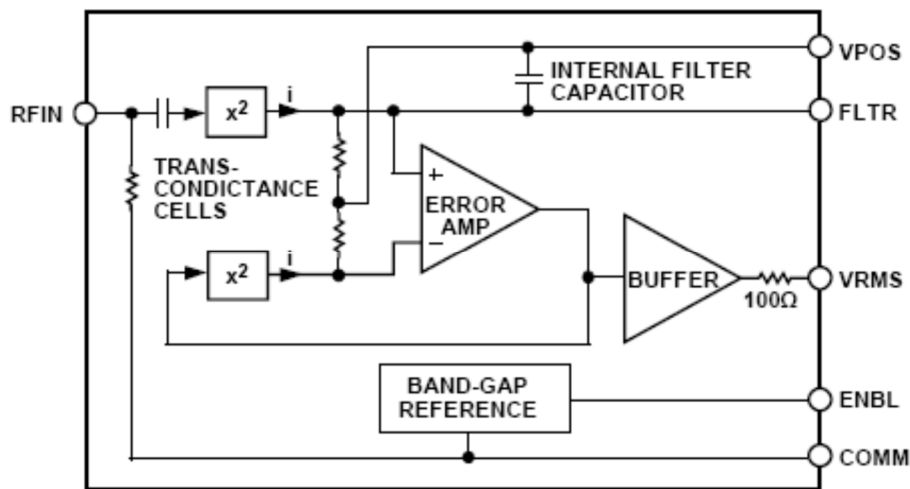 VPOS
INTERNAL FILTER
CAPACITOR
RFIN
x²
i
FLTR
TRANS-
CONDICTANCE
CELLS
+
ERROR
AMP
−
x²
i
BUFFER
100Ω
VRMS
BAND-GAP
REFERENCE
ENBL
COMM